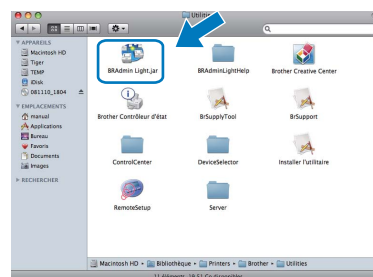 Utilities
APPAREILS
Macintosh HD
Tiger
TEMP
iDisk
081110_1804
EMPLACEMENTS
manual
Applications
Bureau
Favoris
Documents
Images
RECHERCHER
BRAdmin Light.jar
BRAdminLightHelp
Brother Creative Center
Brother Contrôleur d'état
BrSupplyTool
BrSupport
ControlCenter
DeviceSelector
Installer l'utilitaire
RemoteSetup
Server
Macintosh HD ▸ Bibliothèque ▸ Printers ▸ Brother ▸ Utilities